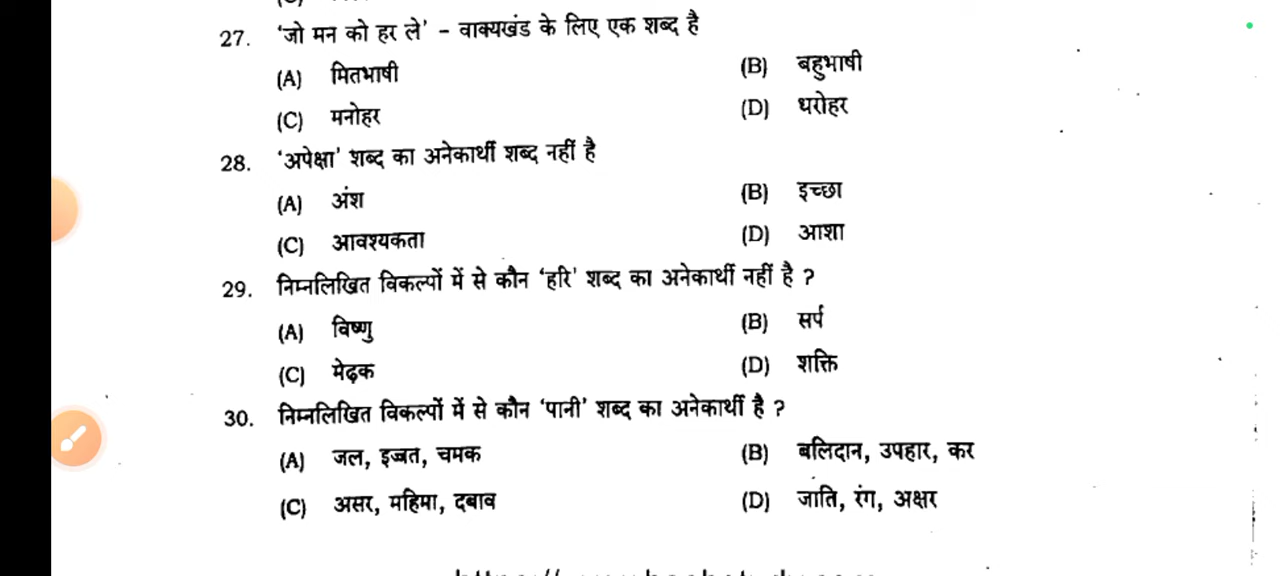 27. 'जो मन को हर ले' – वाक्यखंड के लिए एक शब्द है
(A) मितभाषी (B) बहुभाषी
(C) मनोहर (D) धरोहर
28. 'अपेक्षा' शब्द का अनेकार्थी शब्द नहीं है
(A) अंश (B) इच्छा
(C) आवश्यकता (D) आशा
29. निम्नलिखित विकल्पों में से कौन 'हरि' शब्द का अनेकार्थी नहीं है ?
(A) विष्णु (B) सर्प
(C) मेढ़क (D) शक्ति
30. निम्नलिखित विकल्पों में से कौन 'पानी' शब्द का अनेकार्थी है ?
(A) जल, इज्जत, चमक (B) बलिदान, उपहार, कर
(C) असर, महिमा, दबाव (D) जाति, रंग, अक्षर